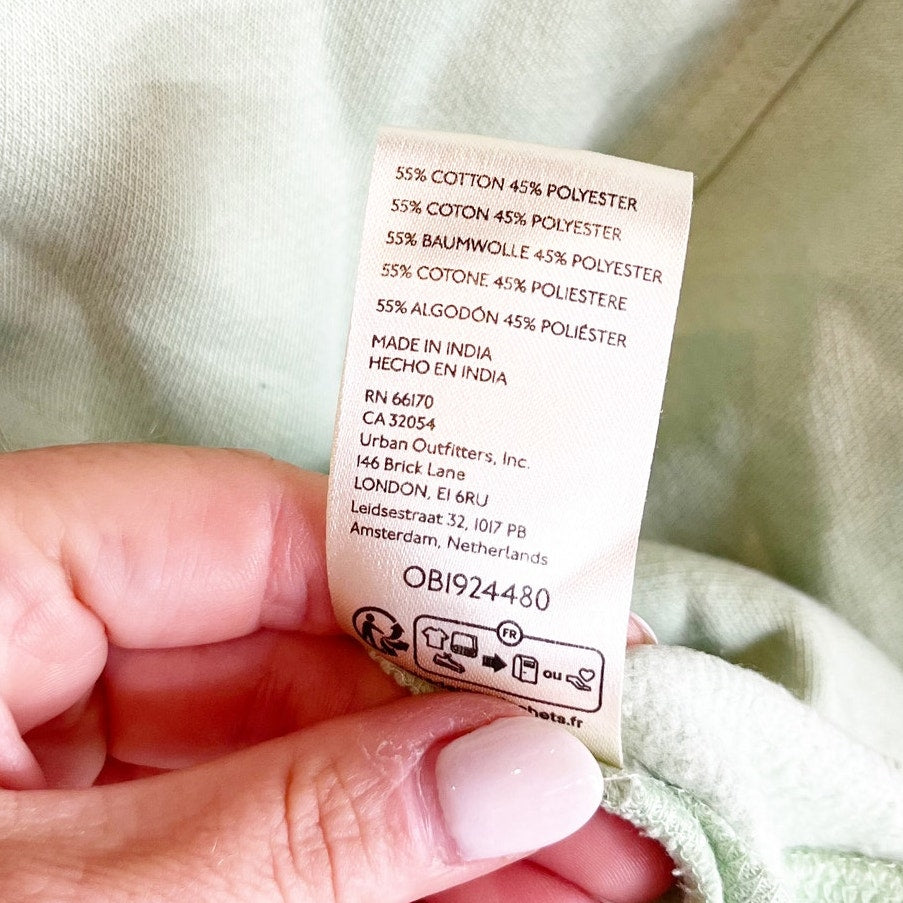 55% COTTON 45% POLYESTER
55% COTON 45% POLYESTER
55% BAUMWOLLE 45% POLYESTER
55% COTONE 45% POLIESTERE
55% ALGODÓN 45% POLIÉSTER
MADE IN INDIA
HECHO EN INDIA
RN 66170
CA 32054
Urban Outfitters, Inc.
146 Brick Lane
LONDON, E1 6RU
Leidsestraat 32, 1017 PB
Amsterdam, Netherlands
OB1924480
FR
ou